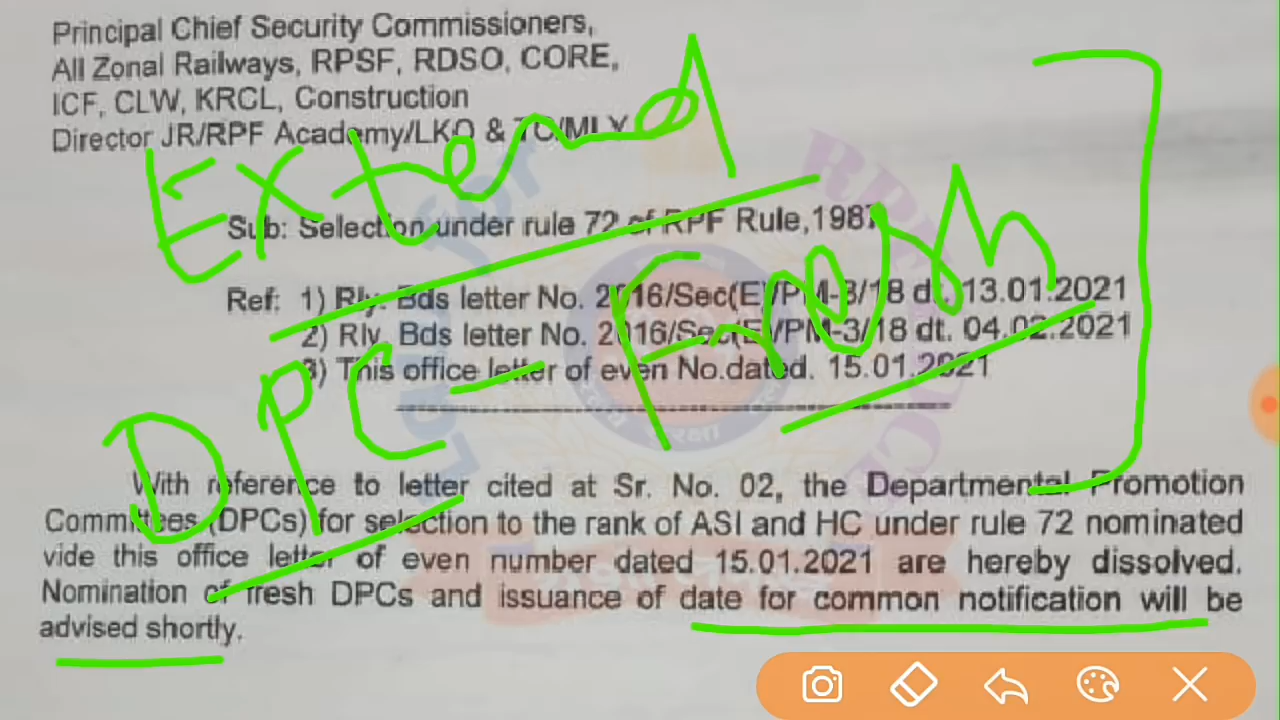 Principal Chief Security Commissioners,
All Zonal Railways, RPSF, RDSO, CORE,
ICF, CLW, KRCL, Construction
Director JR/RPF Academy/LKO & TC/MLY
Extend
Sub: Selection under rule 72 of RPF Rule,1987
Ref: 1) Rly. Bds letter No. 2016/Sec(E)/PM-3/18 dt. 13.01.2021
2) Rly. Bds letter No. 2016/Sec(E)/PM-3/18 dt. 04.02.2021
3) This office letter of even No.dated. 15.01.2021
DPC - Fresh
With reference to letter cited at Sr. No. 02, the Departmental Promotion
Committees (DPCs) for selection to the rank of ASI and HC under rule 72 nominated
vide this office letter of even number dated 15.01.2021 are hereby dissolved.
Nomination of fresh DPCs and issuance of date for common notification will be
advised shortly.